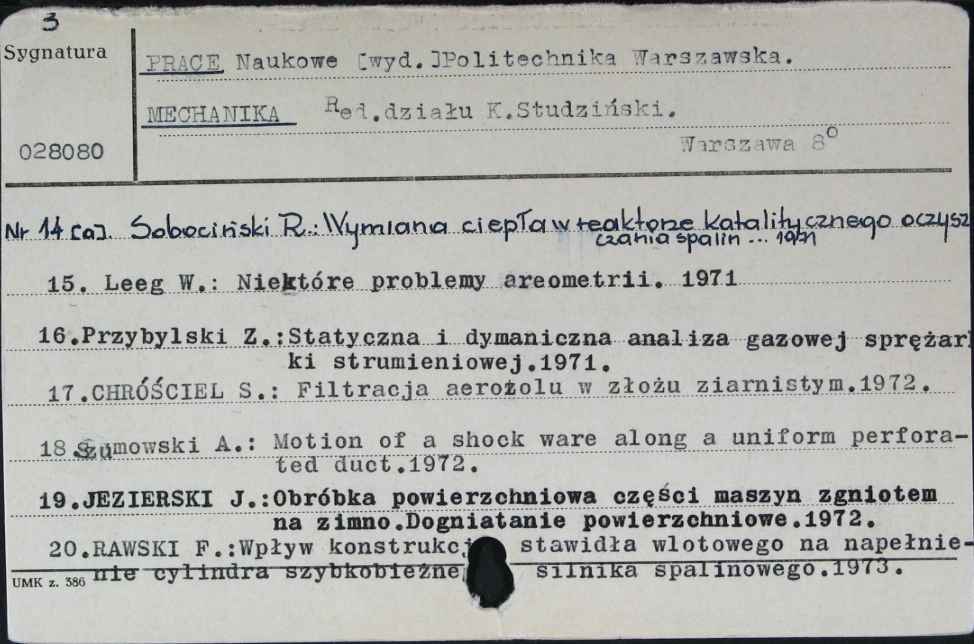 3
Sygnatura
028080
PRACE Naukowe [wyd.]Politechnika Warszawska.
MECHANIKA Red.działu K.Studziński.
Warszawa 8°
Nr 14 [a]. Sobociński R.: Wymiana ciepła w reaktorze katalitycznego oczysz
czania spalin ... 1971
15. Leeg W.: Niektóre problemy areometrii. 1971
16.Przybylski Z.:Statyczna i dymaniczna analiza gazowej sprężar
ki strumieniowej.1971.
17.CHRÓŚCIEL S.: Filtracja aerozolu w złożu ziarnistym.1972.
18 Szumowski A.: Motion of a shock ware along a uniform perfora-
ted duct.1972.
19.JEZIERSKI J.:Obróbka powierzchniowa części maszyn zgniotem
na zimno.Dogniatanie powierzchniowe.1972.
20.RAWSKI F.:Wpływ konstrukc stawidła wlotowego na napełnie-
nie cylindra szybkobieżne silnika spalinowego.1973.
UMK z. 386